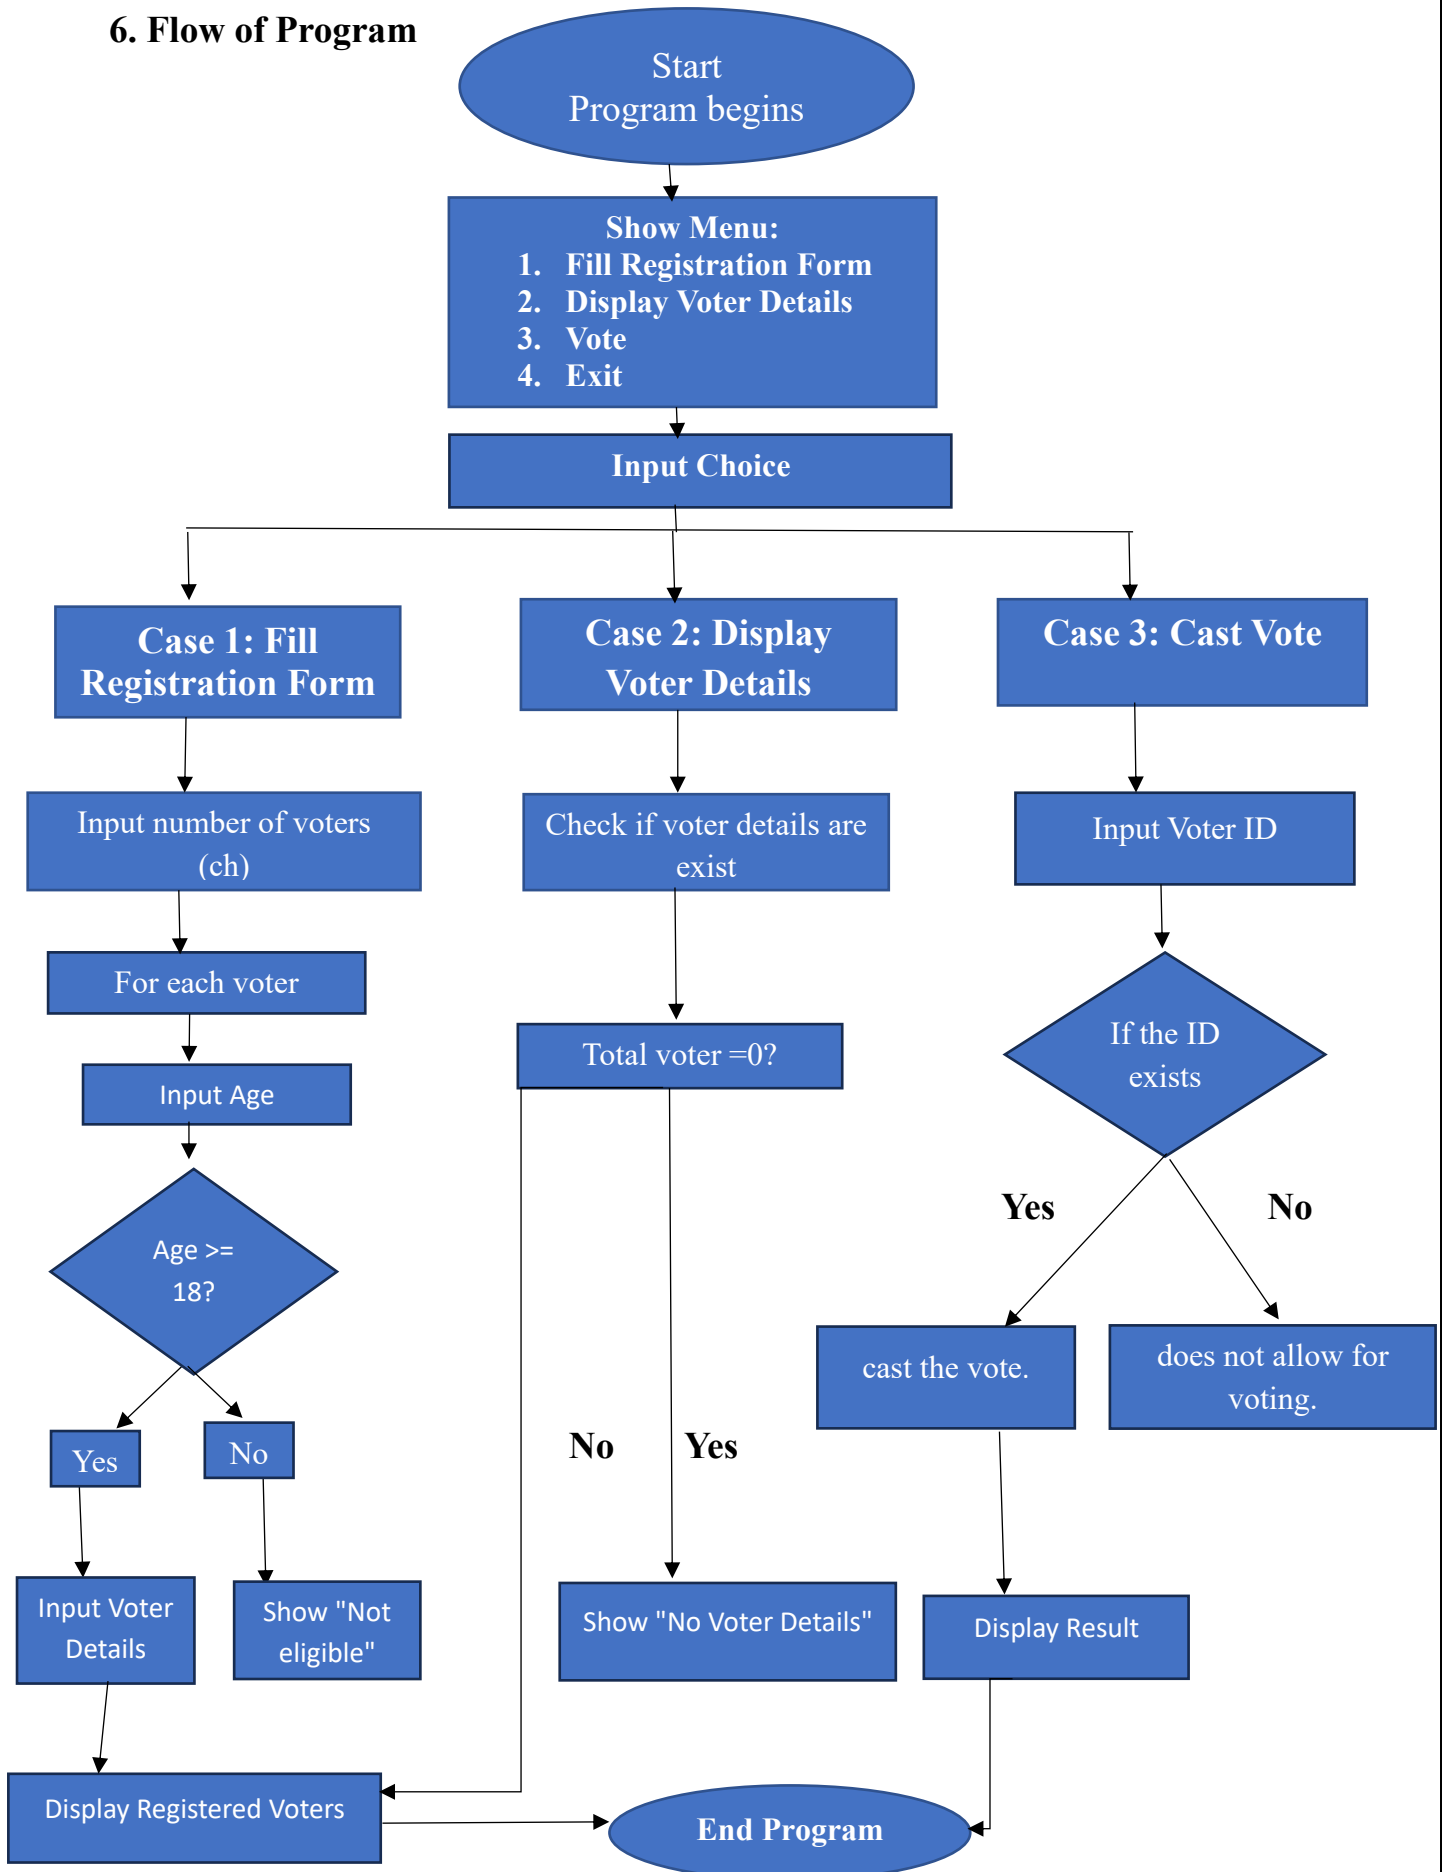 6. Flow of Program
Start
Program begins
Show Menu:
1. Fill Registration Form
2. Display Voter Details
3. Vote
4. Exit
Input Choice
Case 1: Fill
Registration Form
Case 2: Display
Voter Details
Case 3: Cast Vote
Input number of voters
(ch)
Check if voter details are
exist
Input Voter ID
For each voter
Total voter =0?
If the ID
exists
Input Age
Age >=
18?
Yes
No
cast the vote.
does not allow for
voting.
Yes
No
No
Yes
Input Voter
Details
Show "Not
eligible"
Show "No Voter Details"
Display Result
Display Registered Voters
End Program